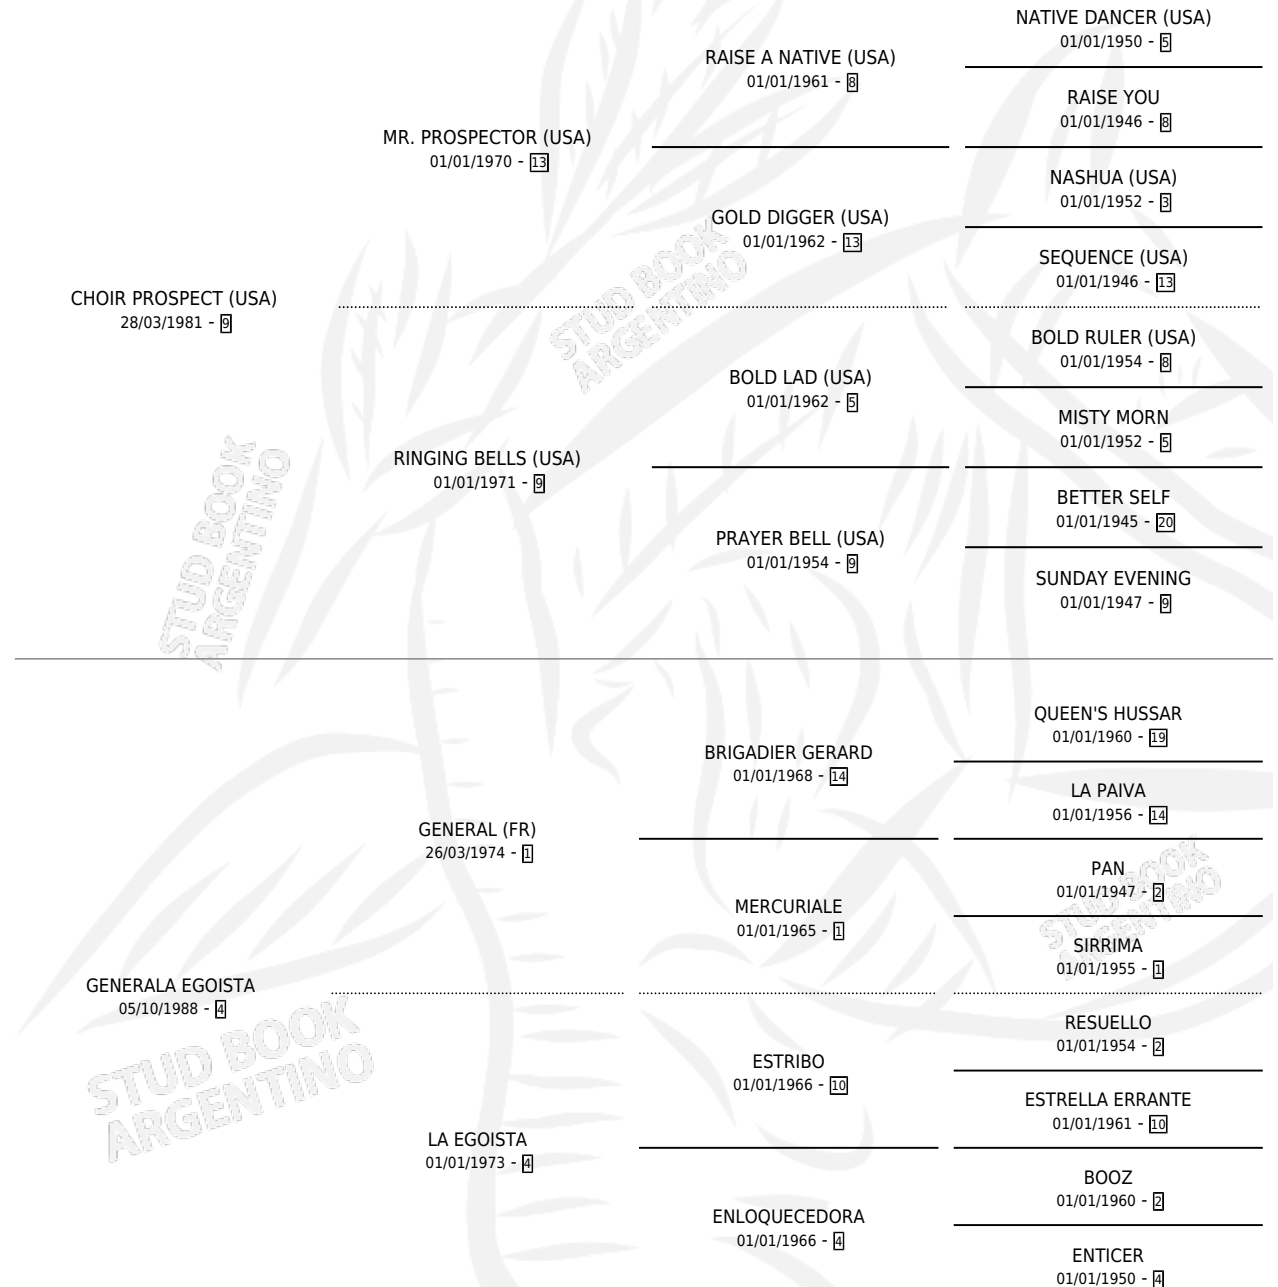 NATIVE DANCER (USA)
01/01/1950 - 5
RAISE A NATIVE (USA)
01/01/1961 - 8
RAISE YOU
01/01/1946 - 8
MR. PROSPECTOR (USA)
01/01/1970 - 13
NASHUA (USA)
01/01/1952 - 3
GOLD DIGGER (USA)
01/01/1962 - 13
SEQUENCE (USA)
01/01/1946 - 13
CHOIR PROSPECT (USA)
28/03/1981 - 9
BOLD RULER (USA)
01/01/1954 - 8
BOLD LAD (USA)
01/01/1962 - 5
MISTY MORN
01/01/1952 - 5
RINGING BELLS (USA)
01/01/1971 - 9
BETTER SELF
01/01/1945 - 20
PRAYER BELL (USA)
01/01/1954 - 9
SUNDAY EVENING
01/01/1947 - 9
QUEEN'S HUSSAR
01/01/1960 - 19
BRIGADIER GERARD
01/01/1968 - 14
LA PAIVA
01/01/1956 - 14
GENERAL (FR)
26/03/1974 - 1
PAN
01/01/1947 - 2
MERCURIALE
01/01/1965 - 1
SIRRIMA
01/01/1955 - 1
GENERALA EGOISTA
05/10/1988 - 4
RESUELLO
01/01/1954 - 2
ESTRIBO
01/01/1966 - 10
ESTRELLA ERRANTE
01/01/1961 - 10
LA EGOISTA
01/01/1973 - 4
BOOZ
01/01/1960 - 2
ENLOQUECEDORA
01/01/1966 - 4
ENTICER
01/01/1950 - 4
STUD BOOK
ARGENTINO
STUD BOOK
ARGENTINO
STUD BOOK
ARGENTINO
STUD BOOK
ARGENTINO